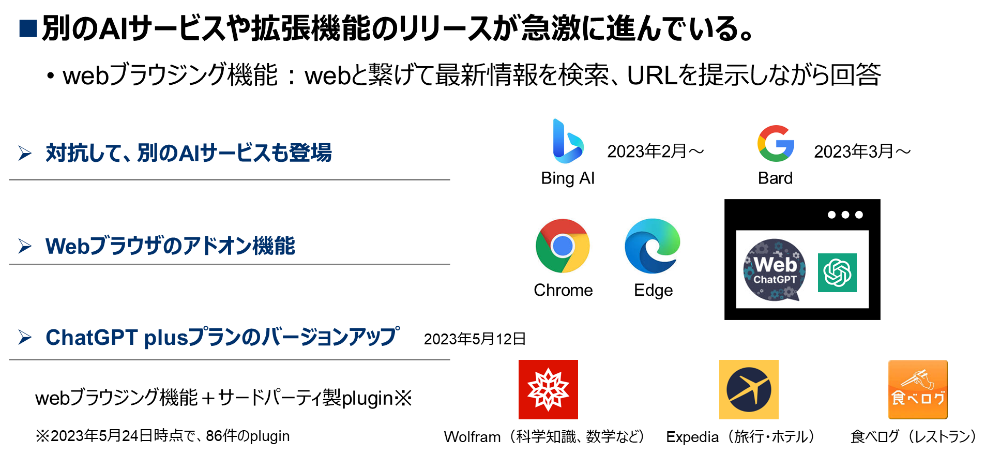 ■別のAIサービスや拡張機能のリリースが急激に進んでいる。
・webブラウジング機能：webと繋げて最新情報を検索、URLを提示しながら回答
➢ 対抗して、別のAIサービスも登場
2023年2月～
2023年3月～
Bing AI
Bard
➢ Webブラウザのアドオン機能
Web
ChatGPT
Chrome
Edge
➢ ChatGPT plusプランのバージョンアップ 2023年5月12日
webブラウジング機能＋サードパーティ製plugin※
食べログ
※2023年5月24日時点で、86件のplugin
Wolfram（科学知識、数学など）
Expedia（旅行・ホテル）
食べログ（レストラン）